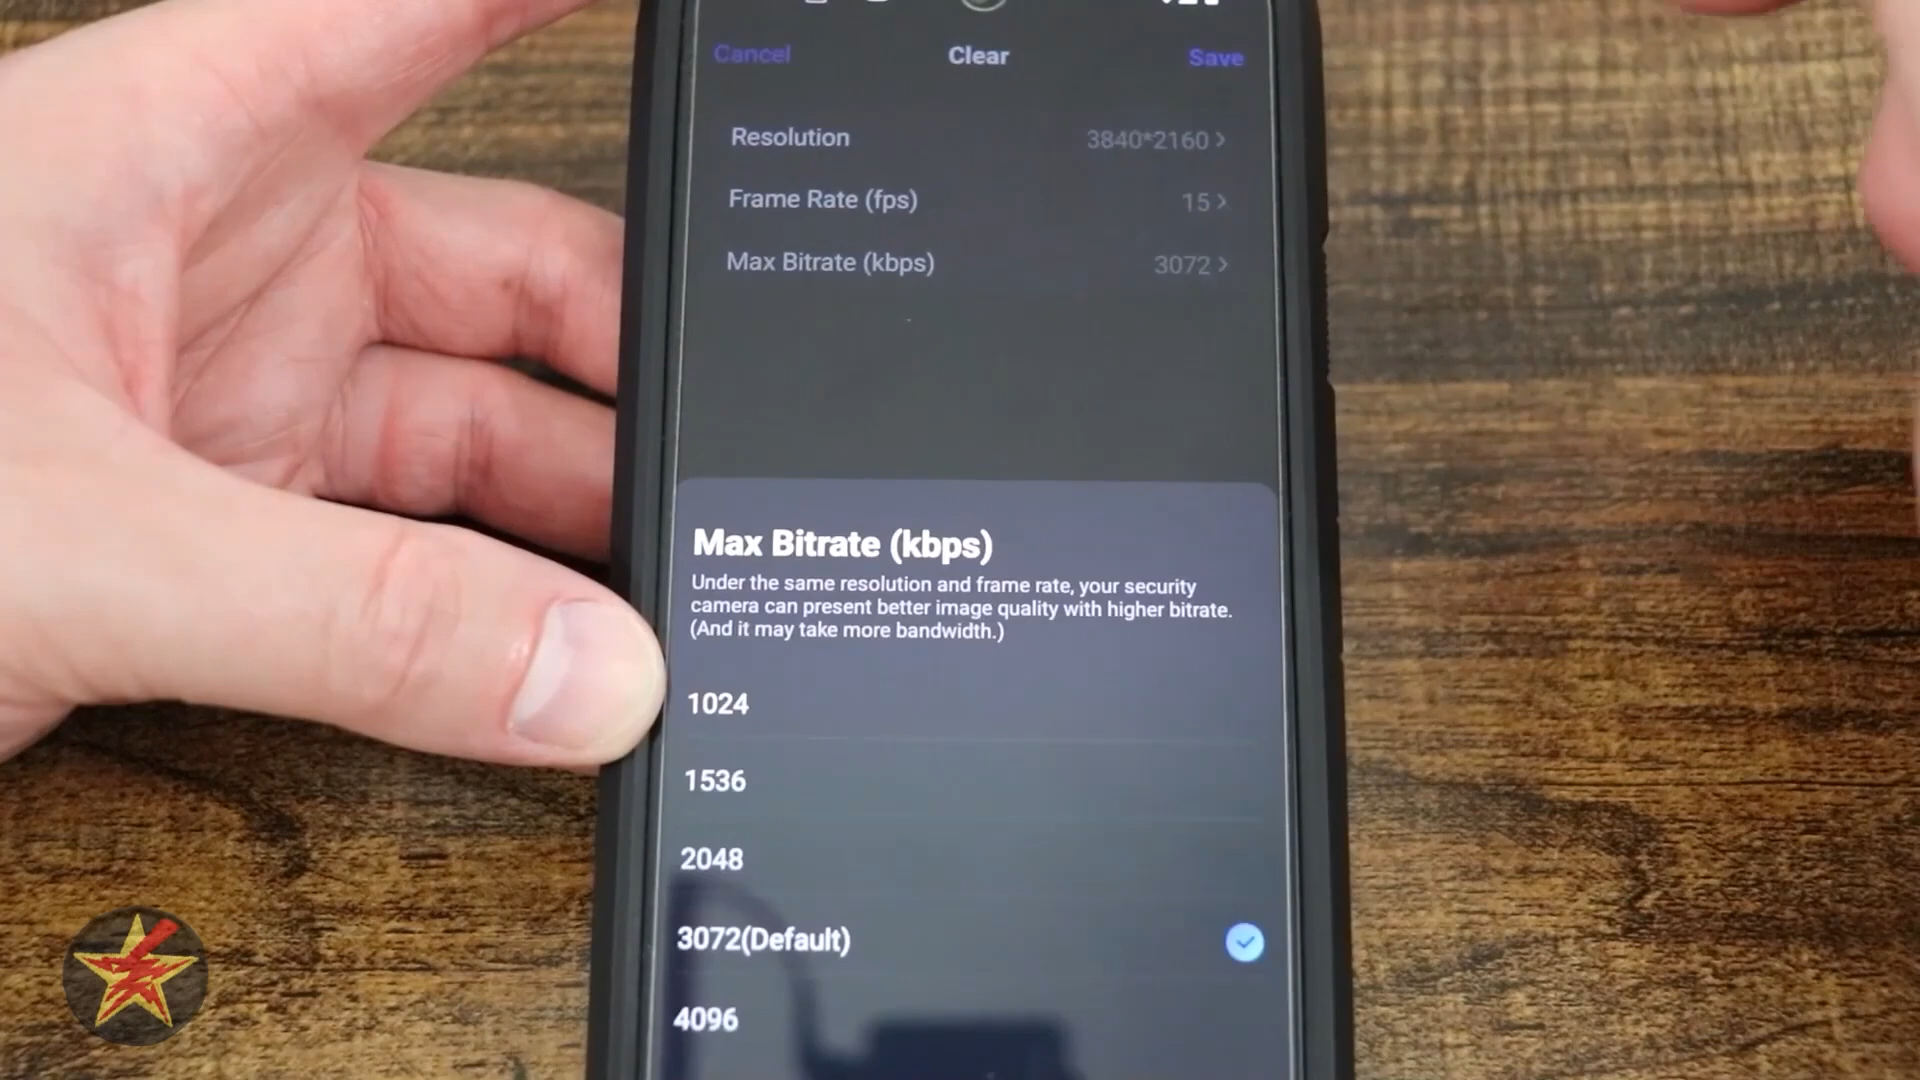 Cancel Clear Save
Resolution 3840*2160
Frame Rate (fps) 15
Max Bitrate (kbps) 3072
Max Bitrate (kbps)
Under the same resolution and frame rate, your security
camera can present better image quality with higher bitrate.
(And it may take more bandwidth.)
1024
1536
2048
3072(Default)
4096